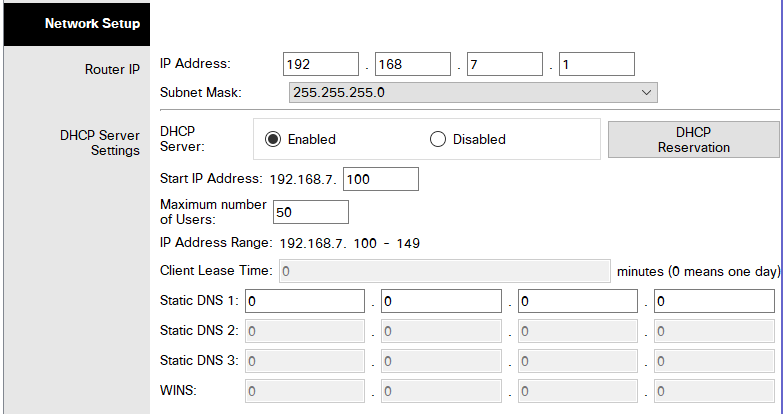 Network Setup
Router IP
IP Address: 192 . 168 . 7 . 1
Subnet Mask: 255.255.255.0
DHCP Server
Settings
DHCP
Server: Enabled Disabled DHCP
Reservation
Start IP Address: 192.168.7. 100
Maximum number
of Users: 50
IP Address Range: 192.168.7. 100 - 149
Client Lease Time: 0 minutes (0 means one day)
Static DNS 1: 0 . 0 . 0 . 0
Static DNS 2: 0 . 0 . 0 . 0
Static DNS 3: 0 . 0 . 0 . 0
WINS: 0 . 0 . 0 . 0